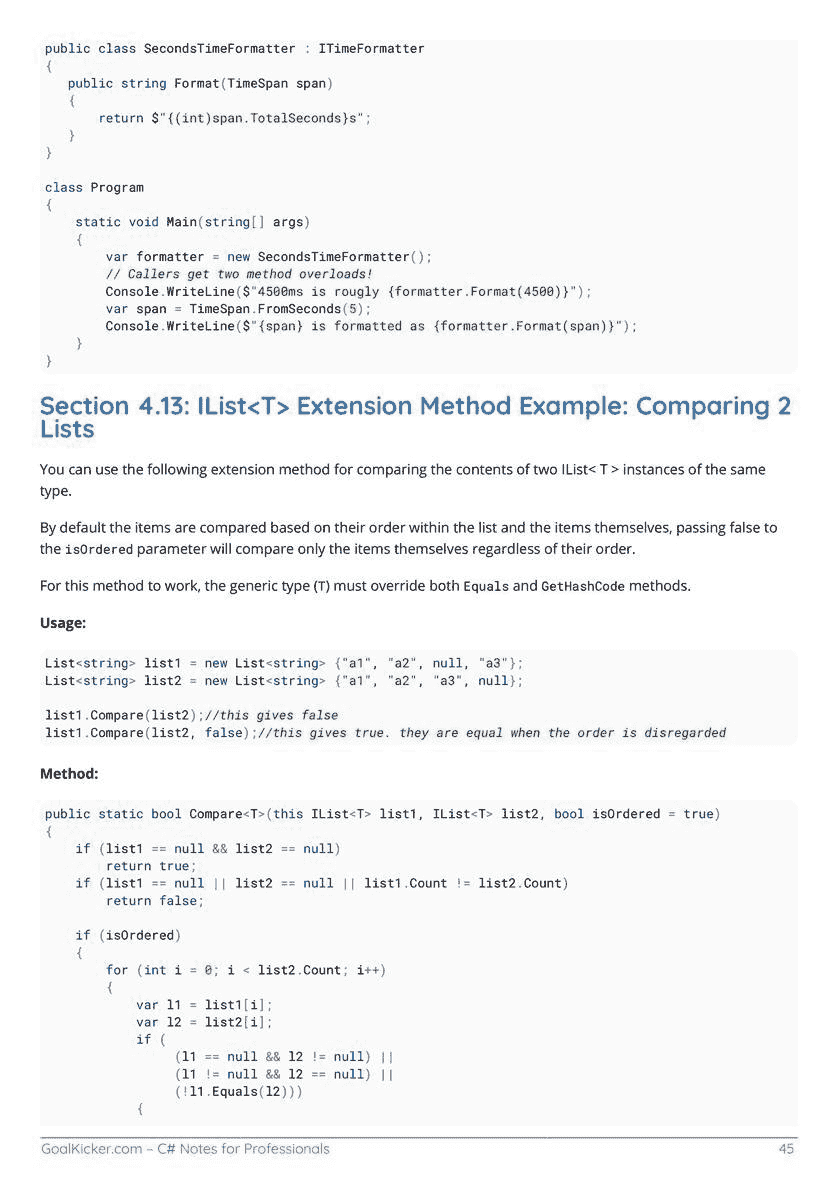 public class SecondsTimeFormatter : ITimeFormatter
{
   public string Format(TimeSpan span)
   {
       return $"{(int)span.TotalSeconds}s";
   }
}

class Program
{
    static void Main(string[] args)
    {
        var formatter = new SecondsTimeFormatter();
        // Callers get two method overloads!
        Console.WriteLine($"4500ms is rougly {formatter.Format(4500)}");
        var span = TimeSpan.FromSeconds(5);
        Console.WriteLine($"{span} is formatted as {formatter.Format(span)}");
    }
}
Section 4.13: IList<T> Extension Method Example: Comparing 2
Lists
You can use the following extension method for comparing the contents of two IList< T > instances of the same
type.
By default the items are compared based on their order within the list and the items themselves, passing false to
the isOrdered parameter will compare only the items themselves regardless of their order.
For this method to work, the generic type (T) must override both Equals and GetHashCode methods.
Usage:
List<string> list1 = new List<string> {"a1", "a2", null, "a3"};
List<string> list2 = new List<string> {"a1", "a2", "a3", null};

list1.Compare(list2);//this gives false
list1.Compare(list2, false);//this gives true. they are equal when the order is disregarded
Method:
public static bool Compare<T>(this IList<T> list1, IList<T> list2, bool isOrdered = true)
{
    if (list1 == null && list2 == null)
        return true;
    if (list1 == null || list2 == null || list1.Count != list2.Count)
        return false;

    if (isOrdered)
    {
        for (int i = 0; i < list2.Count; i++)
        {
            var l1 = list1[i];
            var l2 = list2[i];
            if (
                 (l1 == null && l2 != null) ||
                 (l1 != null && l2 == null) ||
                 (!l1.Equals(l2)))
            {
GoalKicker.com – C# Notes for Professionals
45